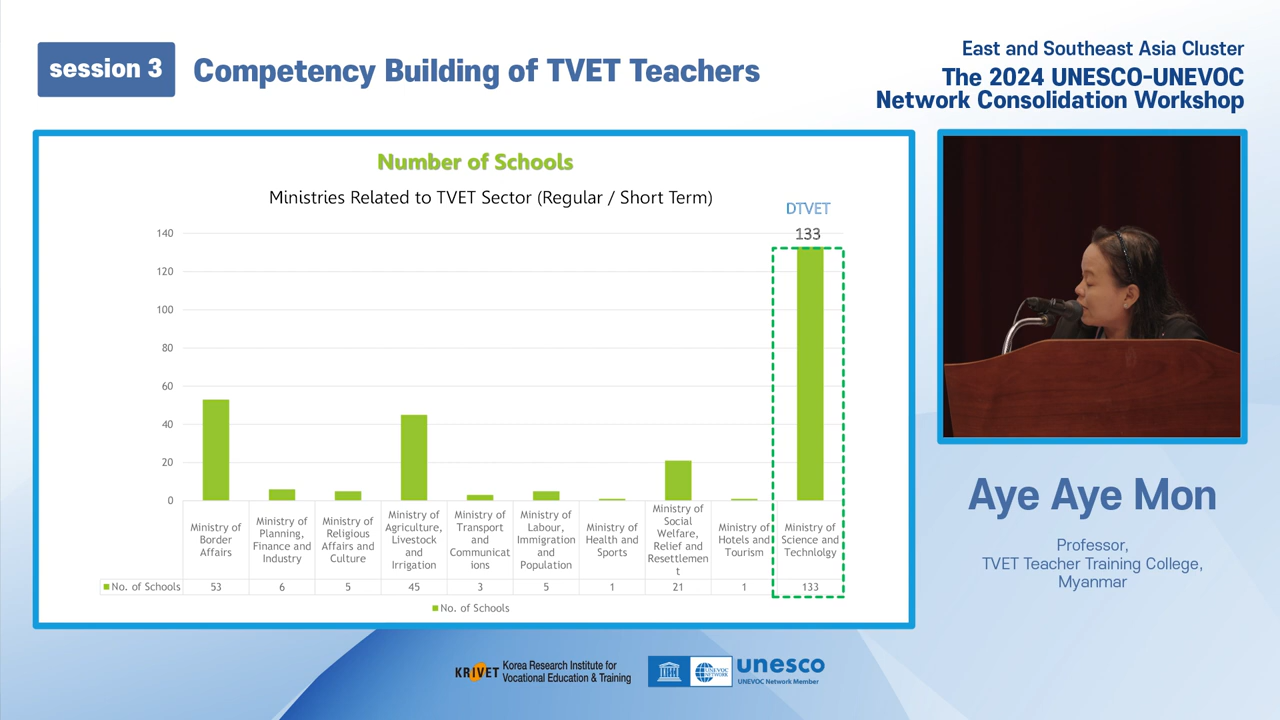 session 3
Competency Building of TVET Teachers
East and Southeast Asia Cluster
The 2024 UNESCO-UNEVOC
Network Consolidation Workshop
Number of Schools
Ministries Related to TVET Sector (Regular / Short Term)
DTVET
133
140
120
100
80
60
40
20
0
Ministry of
Border
Affairs
Ministry of
Planning,
Finance and
Industry
Ministry of
Religious
Affairs and
Culture
Ministry of
Agriculture,
Livestock
and
Irrigation
Ministry of
Transport
and
Communicat
ions
Ministry of
Labour,
Immigration
and
Population
Ministry of
Health and
Sports
Ministry of
Social
Welfare,
Relief and
Resettlemen
t
Ministry of
Hotels and
Tourism
Ministry of
Science and
Technlolgy
No. of Schools 53 6 5 45 3 5 1 21 1 133
No. of Schools
Aye Aye Mon
Professor,
TVET Teacher Training College,
Myanmar
KRIVET
Korea Research Institute for
Vocational Education & Training
UNEVOC
NETWORK
unesco
UNEVOC Network Member